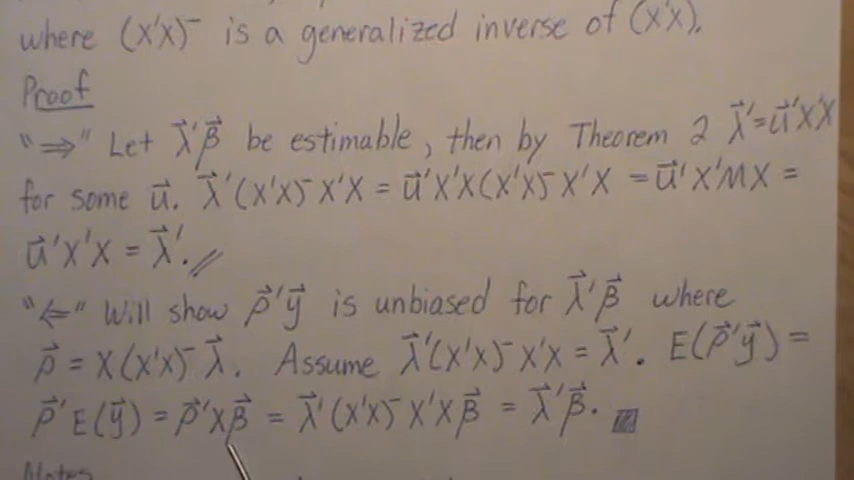 where (X'X)⁻ is a generalized inverse of (X'X).
Proof
"⇒" Let λ⃗'β⃗ be estimable, then by Theorem 2 λ⃗'=u⃗'X'X
for some u⃗. λ⃗'(X'X)⁻X'X = u⃗'X'X(X'X)⁻X'X = u⃗'X'MX =
u⃗'X'X = λ⃗'. //
"⇐" Will show ρ⃗'y⃗ is unbiased for λ⃗'β⃗ where
ρ⃗ = X(X'X)⁻λ⃗. Assume λ⃗'(X'X)⁻X'X = λ⃗'. E(ρ⃗'y⃗) =
ρ⃗'E(y⃗) = ρ⃗'Xβ⃗ = λ⃗'(X'X)⁻X'Xβ⃗ = λ⃗'β⃗.
Notes